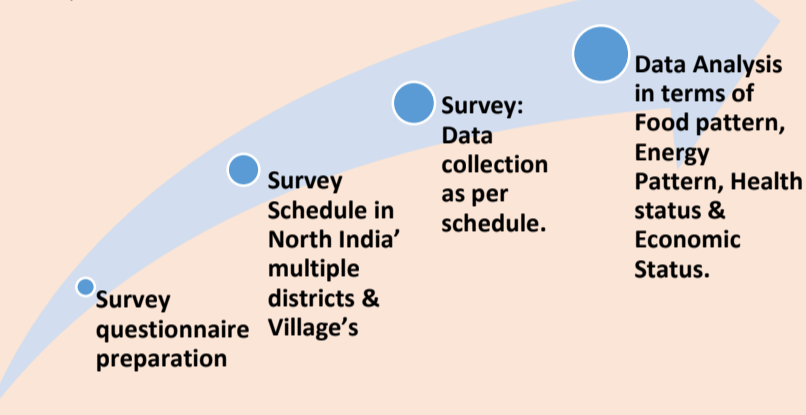 Survey
questionnaire
preparation
Survey
Schedule in
North India’
multiple
districts &
Village’s
Survey:
Data
collection
as per
schedule.
Data Analysis
in terms of
Food pattern,
Energy
Pattern, Health
status &
Economic
Status.